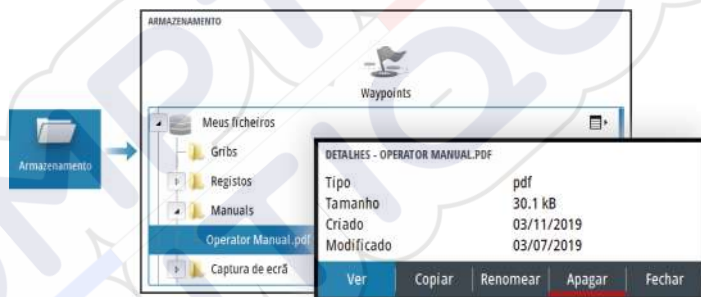 ARMAZENAMENTO
Waypoints
Armazenamento
Meus ficheiros
Gribs
Registos
Manuals
Operator Manual.pdf
Captura de ecrã
DETALHES - OPERATOR MANUAL.PDF
Tipo pdf
Tamanho 30.1 kB
Criado 03/11/2019
Modificado 03/07/2019
Ver Copiar Renomear Apagar Fechar